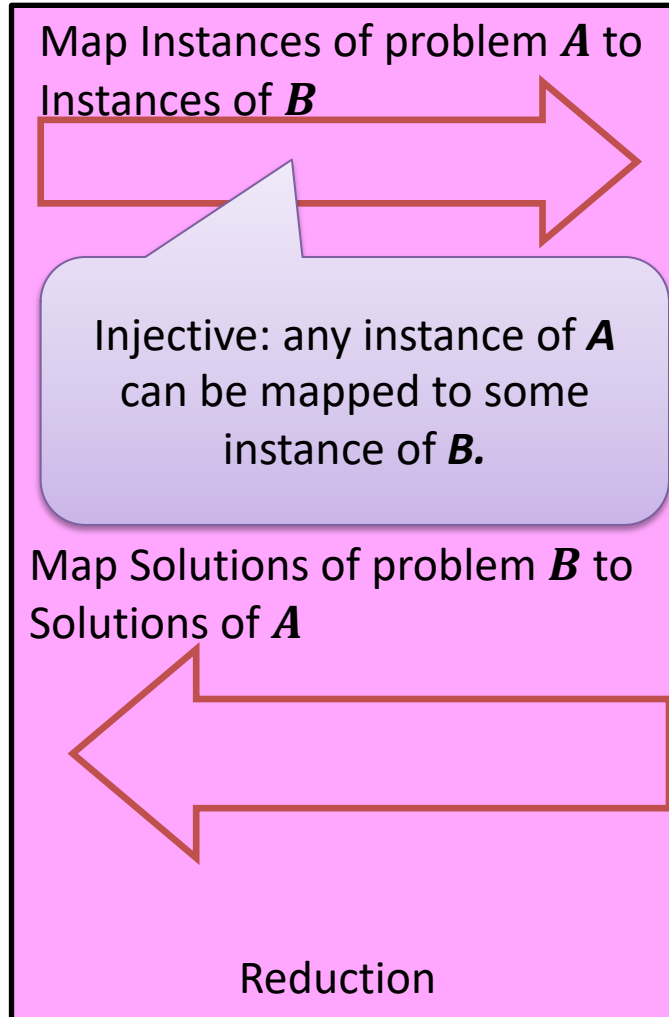 Map Instances of problem A to
Instances of B
Injective: any instance of A
can be mapped to some
instance of B.
Map Solutions of problem B to
Solutions of A
Reduction